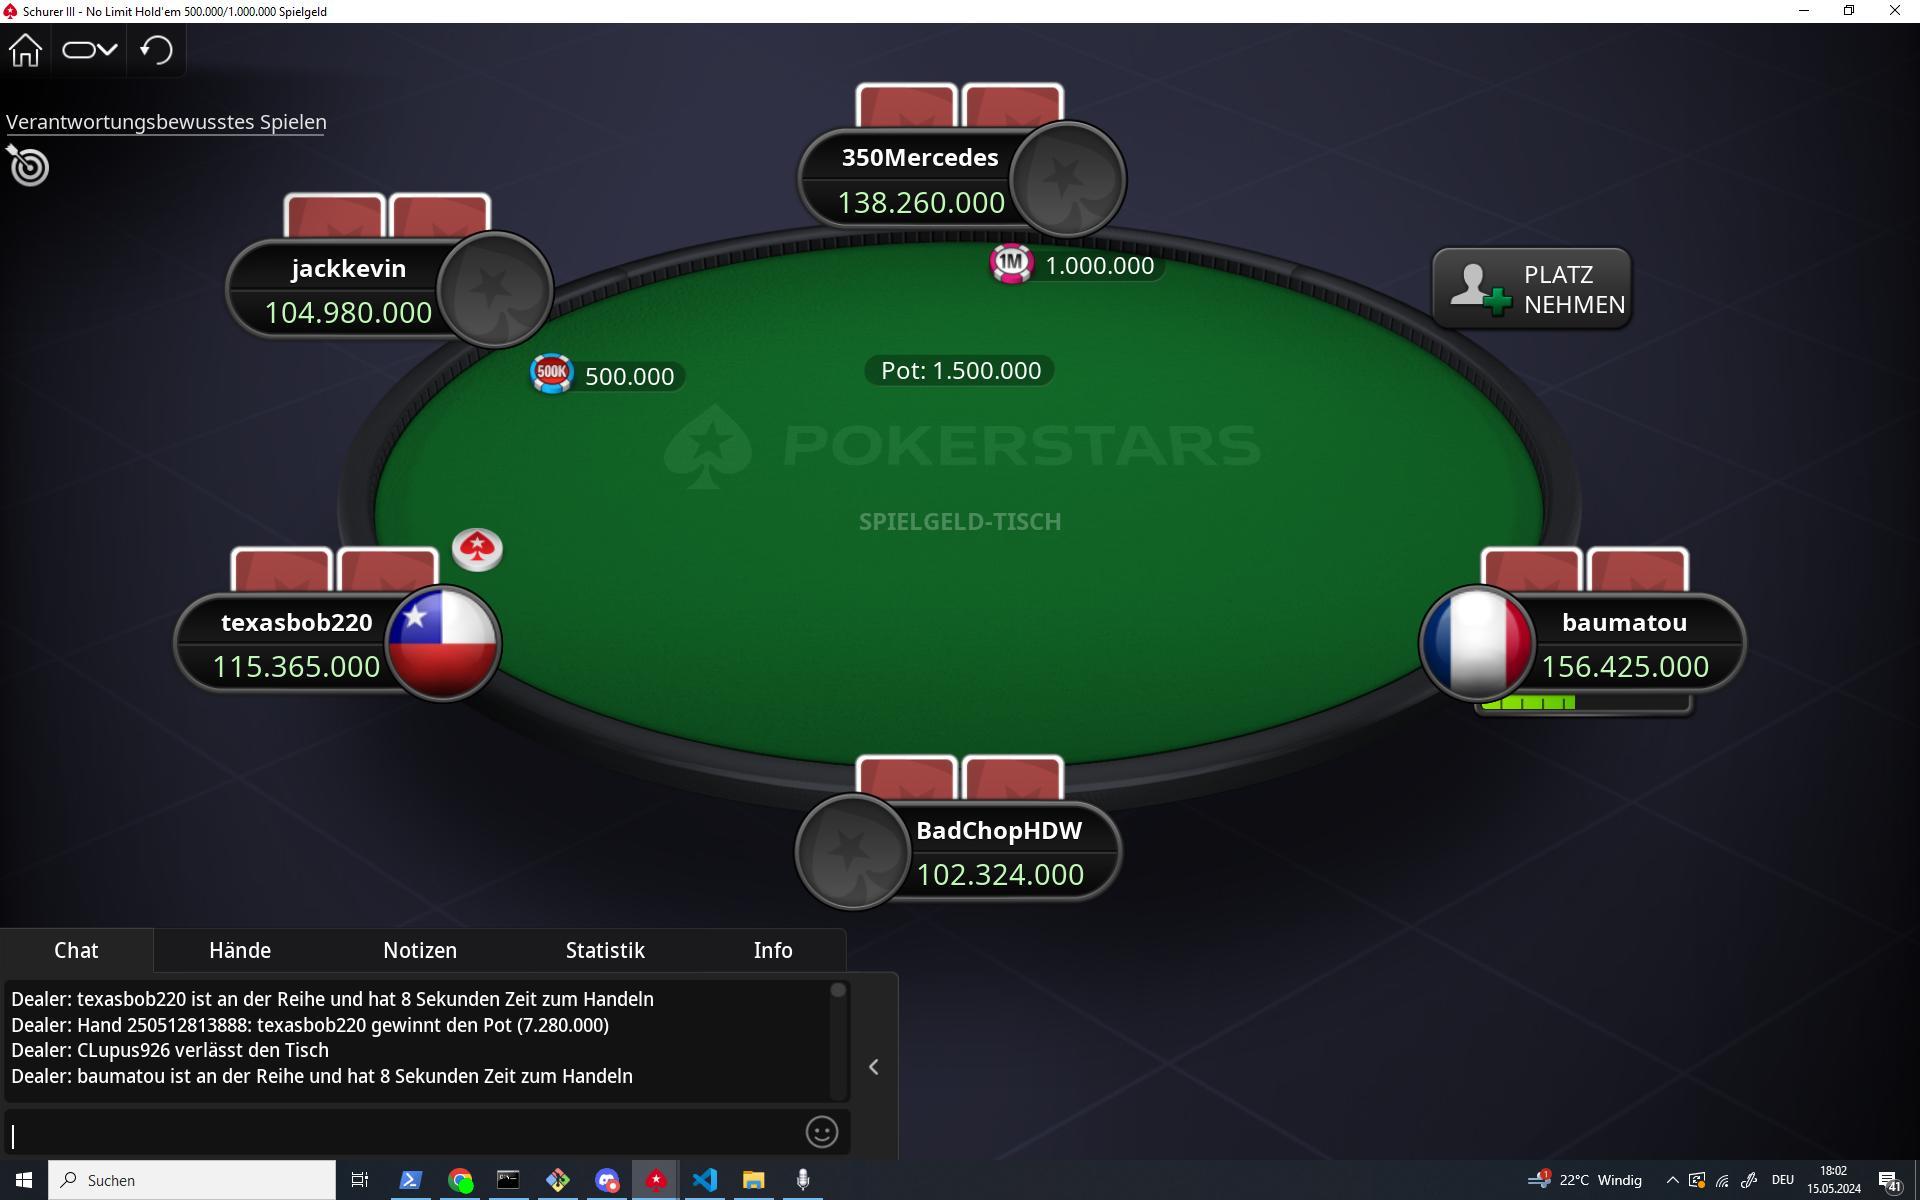 Schurer III - No Limit Hold'em 500.000/1.000.000 Spielgeld
Verantwortungsbewusstes Spielen
350Mercedes
138.260.000
jackkevin
104.980.000
1M
1.000.000
PLATZ
NEHMEN
500K
500.000
Pot: 1.500.000
POKERSTARS
SPIELGELD-TISCH
texasbob220
115.365.000
baumatou
156.425.000
BadChopHDW
102.324.000
Chat
Hände
Notizen
Statistik
Info
Dealer: texasbob220 ist an der Reihe und hat 8 Sekunden Zeit zum Handeln
Dealer: Hand 250512813888: texasbob220 gewinnt den Pot (7.280.000)
Dealer: CLupus926 verlässt den Tisch
Dealer: baumatou ist an der Reihe und hat 8 Sekunden Zeit zum Handeln
Suchen
1
22°C Windig
DEU
18:02
15.05.2024
41